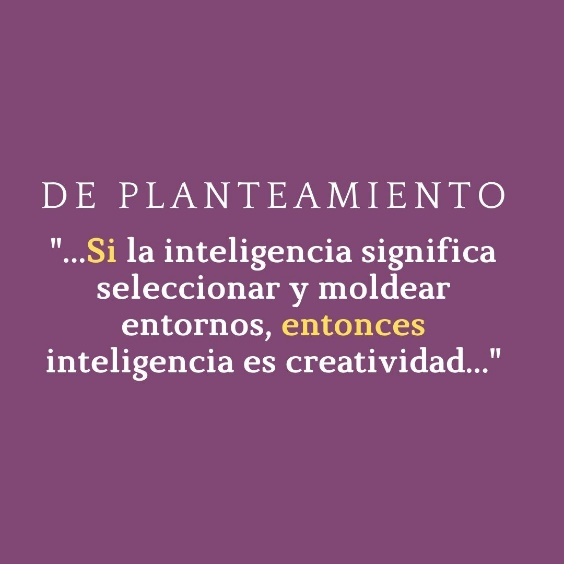 DE PLANTEAMIENTO
"...Si la inteligencia significa
seleccionar y moldear
entornos, entonces
inteligencia es creatividad..."